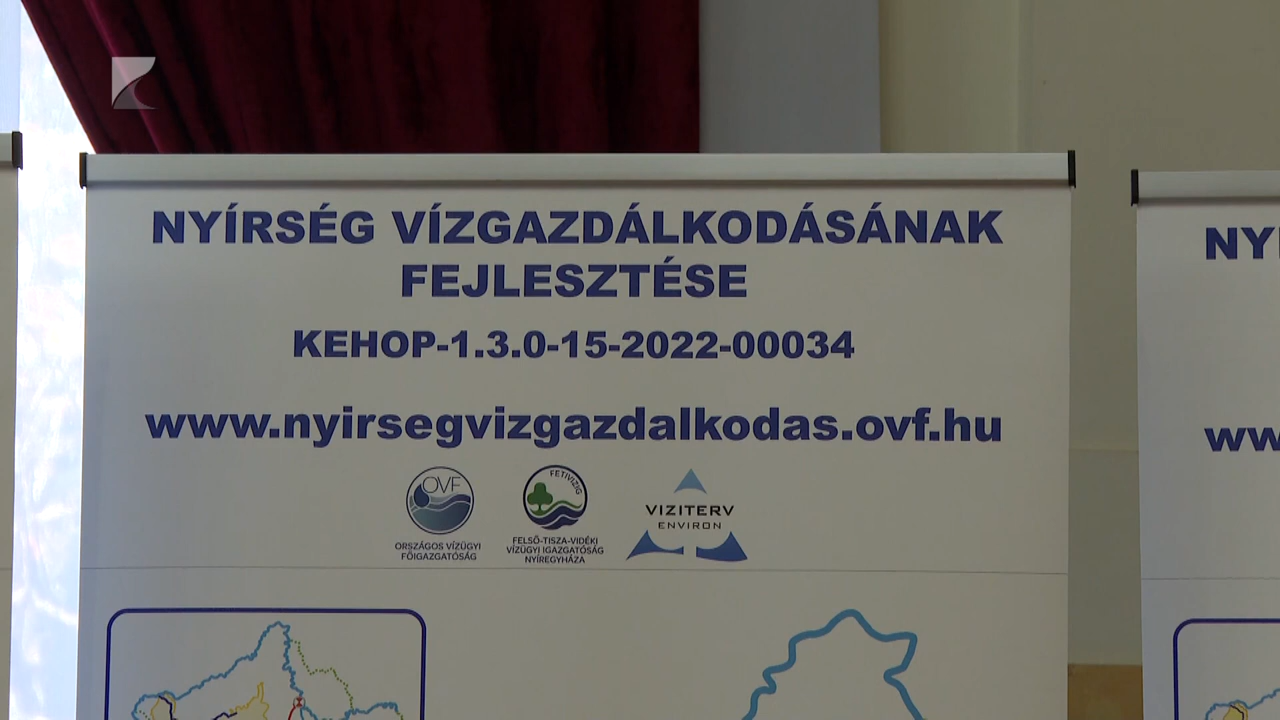 NYÍRSÉG VÍZGAZDÁLKODÁSÁNAK
FEJLESZTÉSE
KEHOP-1.3.0-15-2022-00034
www.nyirsegvizgazdalkodas.ovf.hu
OVF
ORSZÁGOS VÍZÜGYI
FŐIGAZGATÓSÁG
FETIVIZIG
FELSŐ-TISZA-VIDÉKI
VÍZÜGYI IGAZGATÓSÁG
NYÍREGYHÁZA
VIZITERV
ENVIRON